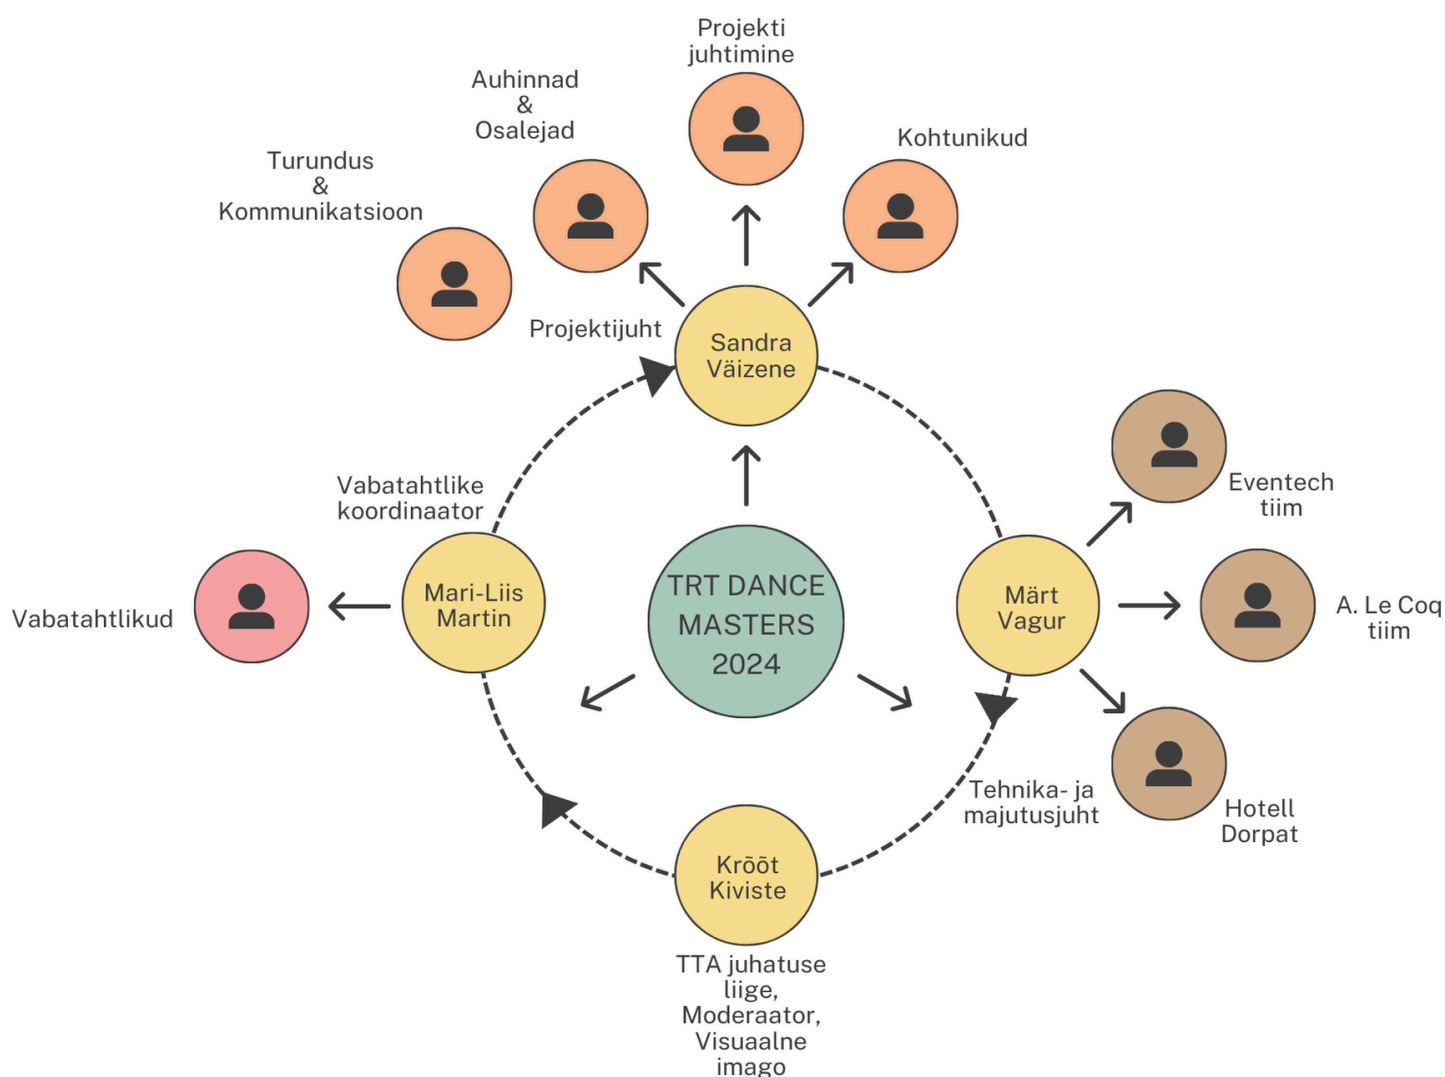 Projekti
juhtimine
Auhinnad
&
Osalejad
Kohtunikud
Turundus
&
Kommunikatsioon
Projektijuht
Sandra
Väizene
Vabatahtlike
koordinaator
Eventech
tiim
Vabatahtlikud
Mari-Liis
Martin
TRT DANCE
MASTERS
2024
Märt
Vagur
A. Le Coq
tiim
Tehnika- ja
majutusjuht
Hotell
Dorpat
Krõõt
Kiviste
TTA juhatuse
liige,
Moderaator,
Visuaalne
imago